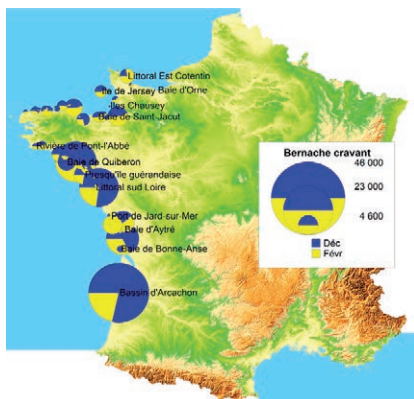 Littoral Est Cotentin
Ile de Jersey Baie d'Orne
Iles Chausey
Baie de Saint-Jacut
Rivière de Pont-l'Abbé
Baie de Quiberon
Presqu'île guérandaise
Littoral sud Loire
Port de Jard-sur-Mer
Baie d'Aytré
Baie de Bonne-Anse
Bassin d'Arcachon
Bernache cravant
46 000
23 000
4 600
Déc
Févr